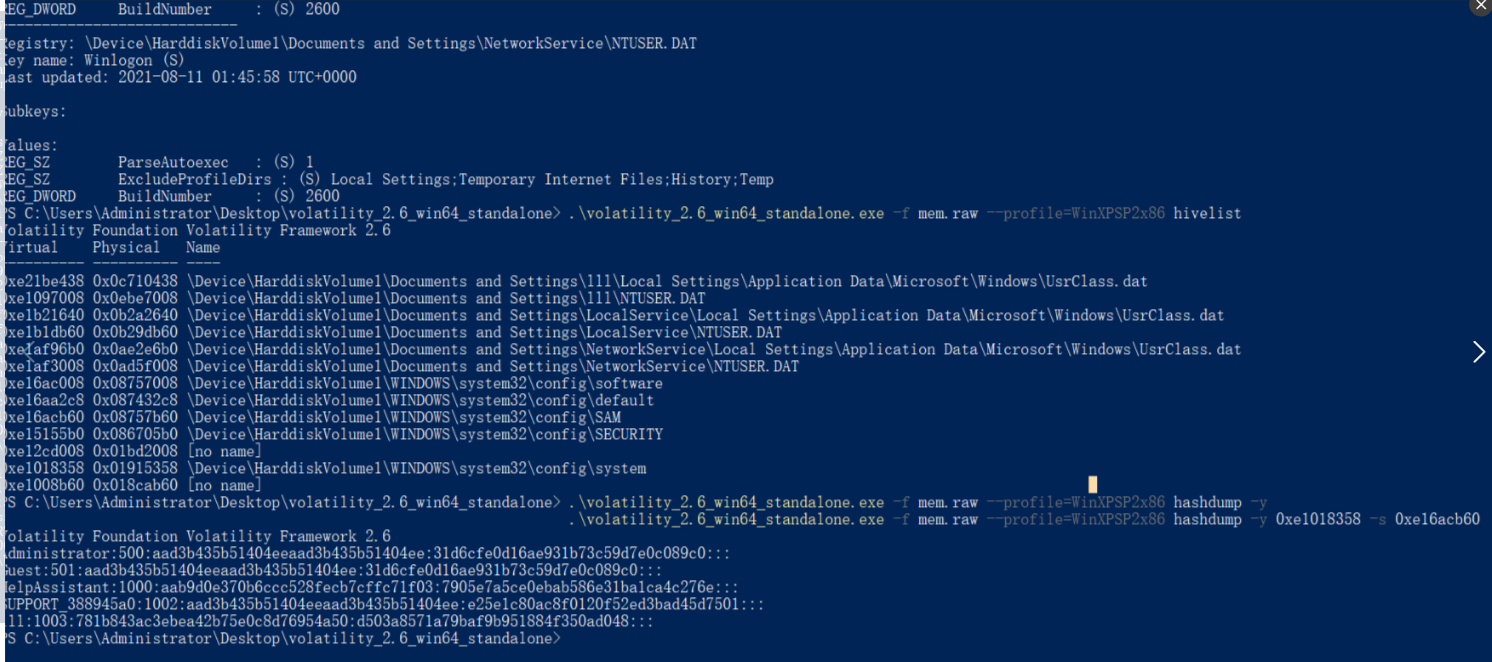 REG_DWORD BuildNumber : (S) 2600
----------------------------
Registry: \Device\HarddiskVolume1\Documents and Settings\NetworkService\NTUSER.DAT
Key name: Winlogon (S)
Last updated: 2021-08-11 01:45:58 UTC+0000
Subkeys:
Values:
REG_SZ ParseAutoexec : (S) 1
REG_SZ ExcludeProfileDirs : (S) Local Settings;Temporary Internet Files;History;Temp
REG_DWORD BuildNumber : (S) 2600
PS C:\Users\Administrator\Desktop\volatility_2.6_win64_standalone> .\volatility_2.6_win64_standalone.exe -f mem.raw --profile=WinXPSP2x86 hivelist
Volatility Foundation Volatility Framework 2.6
Virtual Physical Name
---------- ---------- ----
0xe21be438 0x0c710438 \Device\HarddiskVolume1\Documents and Settings\lll\Local Settings\Application Data\Microsoft\Windows\UsrClass.dat
0xe1097008 0x0ebe7008 \Device\HarddiskVolume1\Documents and Settings\lll\NTUSER.DAT
0xe1b21640 0x0b2a2640 \Device\HarddiskVolume1\Documents and Settings\LocalService\Local Settings\Application Data\Microsoft\Windows\UsrClass.dat
0xe1b1db60 0x0b29db60 \Device\HarddiskVolume1\Documents and Settings\LocalService\NTUSER.DAT
0xe1af96b0 0x0ae2e6b0 \Device\HarddiskVolume1\Documents and Settings\NetworkService\Local Settings\Application Data\Microsoft\Windows\UsrClass.dat
0xe1af3008 0x0ad5f008 \Device\HarddiskVolume1\Documents and Settings\NetworkService\NTUSER.DAT
0xe16ac008 0x08757008 \Device\HarddiskVolume1\WINDOWS\system32\config\software
0xe16aa2c8 0x087432c8 \Device\HarddiskVolume1\WINDOWS\system32\config\default
0xe16acb60 0x08757b60 \Device\HarddiskVolume1\WINDOWS\system32\config\SAM
0xe15155b0 0x086705b0 \Device\HarddiskVolume1\WINDOWS\system32\config\SECURITY
0xe12cd008 0x01bd2008 [no name]
0xe1018358 0x01915358 \Device\HarddiskVolume1\WINDOWS\system32\config\system
0xe1008b60 0x018cab60 [no name]
PS C:\Users\Administrator\Desktop\volatility_2.6_win64_standalone> .\volatility_2.6_win64_standalone.exe -f mem.raw --profile=WinXPSP2x86 hashdump -y
.\volatility_2.6_win64_standalone.exe -f mem.raw --profile=WinXPSP2x86 hashdump -y 0xe1018358 -s 0xe16acb60
Volatility Foundation Volatility Framework 2.6
Administrator:500:aad3b435b51404eeaad3b435b51404ee:31d6cfe0d16ae931b73c59d7e0c089c0:::
Guest:501:aad3b435b51404eeaad3b435b51404ee:31d6cfe0d16ae931b73c59d7e0c089c0:::
HelpAssistant:1000:aab9d0e370b6ccc528fecb7cffc71f03:7905e7a5ce0ebab586e31ba1ca4c276e:::
SUPPORT_388945a0:1002:aad3b435b51404eeaad3b435b51404ee:e25e1c80ac8f0120f52ed3bad45d7501:::
lll:1003:781b843ac3ebea42b75e0c8d76954a50:d503a8571a79baf9b951884f350ad048:::
PS C:\Users\Administrator\Desktop\volatility_2.6_win64_standalone>